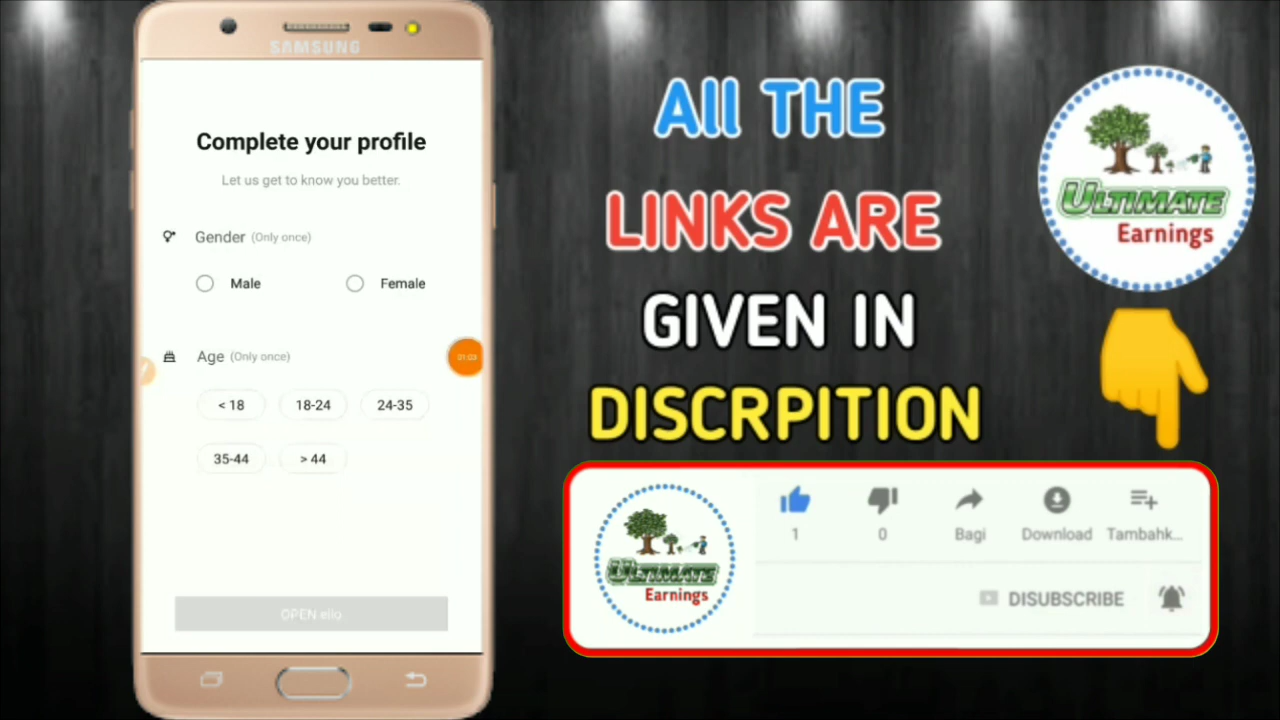 SAMSUNG
Complete your profile
Let us get to know you better.
Gender (Only once)
Male Female
Age (Only once)
01:03
< 18 18-24 24-35
35-44 > 44
OPEN ello
All THE
LINKS ARE
GIVEN IN
DISCRPITION
ULTIMATE
Earnings
ULTIMATE
Earnings
1 0 Bagi Download Tambahk...
DISUBSCRIBE